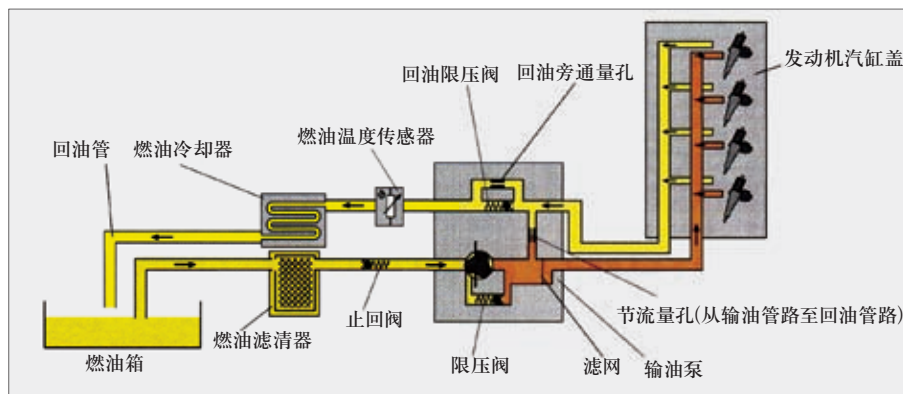 发动机汽缸盖
回油限压阀
回油旁通量孔
燃油温度传感器
回油管
燃油冷却器
止回阀
节流量孔(从输油管路至回油管路)
燃油滤清器
燃油箱
限压阀
滤网
输油泵